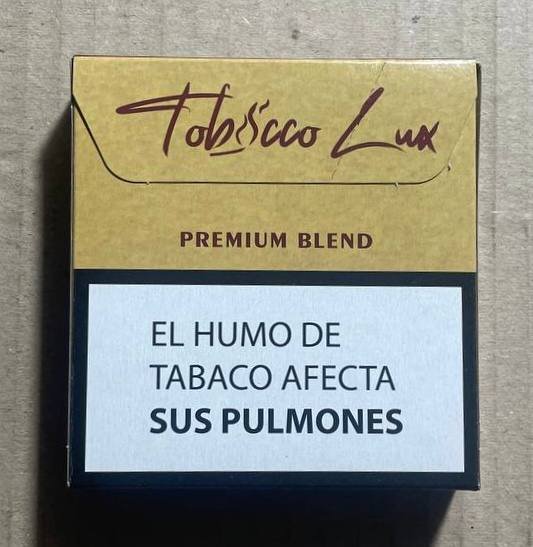 Tobacco Lux
PREMIUM BLEND
EL HUMO DE
TABACO AFECTA
SUS PULMONES